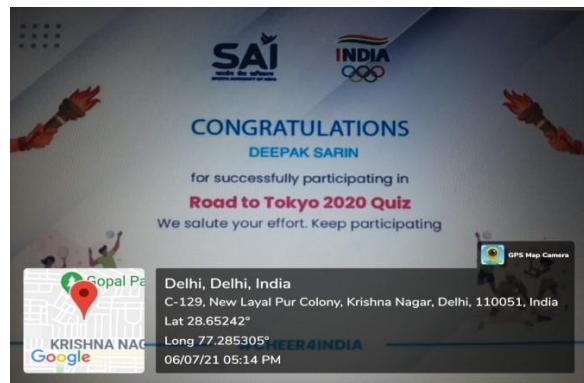 SAI
INDIA
CONGRATULATIONS
DEEPAK SARIN
for successfully participating in
Road to Tokyo 2020 Quiz
We salute your effort. Keep participating
GPS Map Camera
Gopal Pa
KRISHNA NAG
Google
Delhi, Delhi, India
C-129, New Layal Pur Colony, Krishna Nagar, Delhi, 110051, India
Lat 28.65242°
Long 77.285305°
06/07/21 05:14 PM
CHEER4INDIA